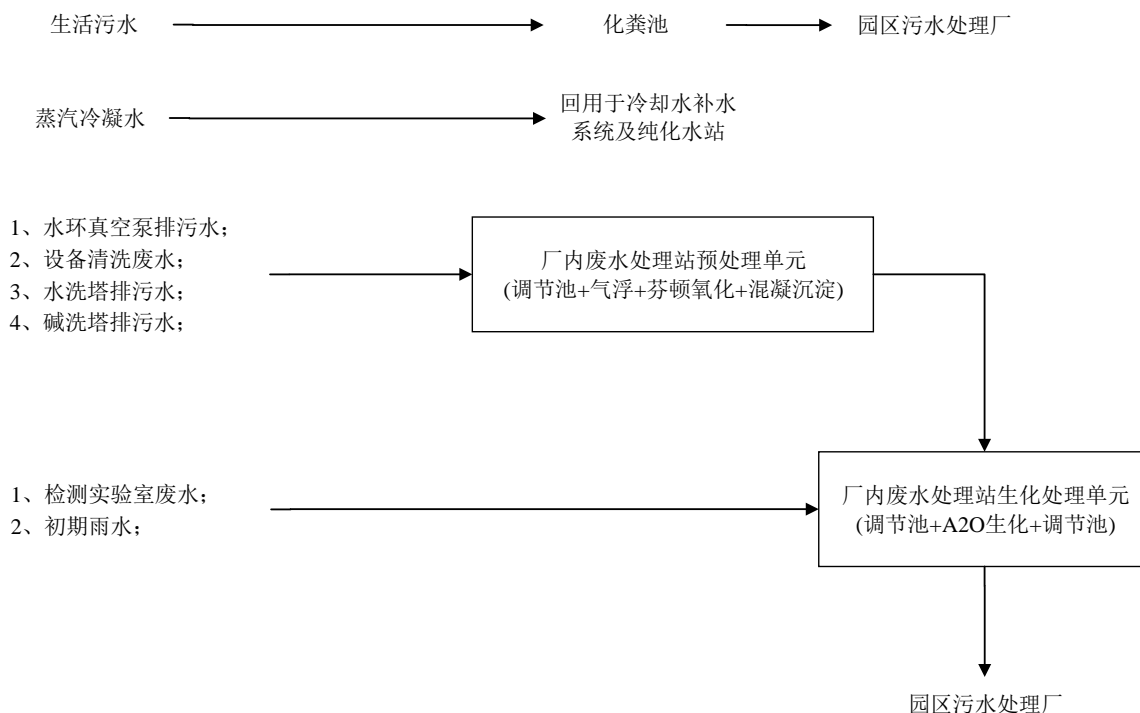 生活污水
化粪池
园区污水处理厂
蒸汽冷凝水
回用于冷却水补水
系统及纯化水站
1、水环真空泵排污水；
2、设备清洗废水；
3、水洗塔排污水；
4、碱洗塔排污水；
厂内废水处理站预处理单元
(调节池+气浮+芬顿氧化+混凝沉淀)
1、检测实验室废水；
2、初期雨水；
厂内废水处理站生化处理单元
(调节池+A2O生化+调节池)
园区污水处理厂